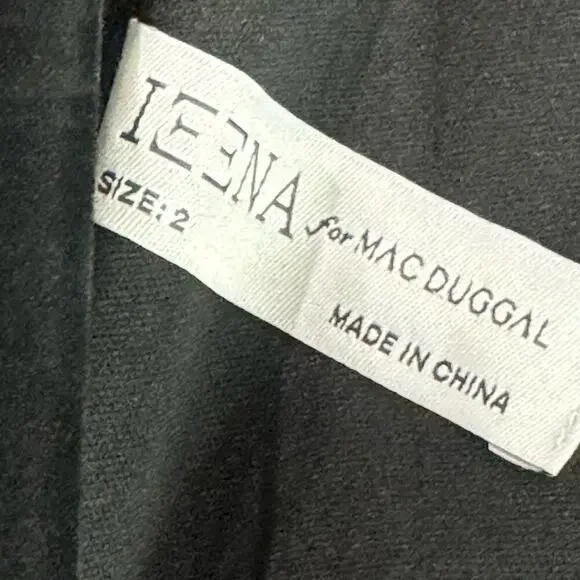 IEENA for MAC DUGGAL
SIZE: 2
MADE IN CHINA